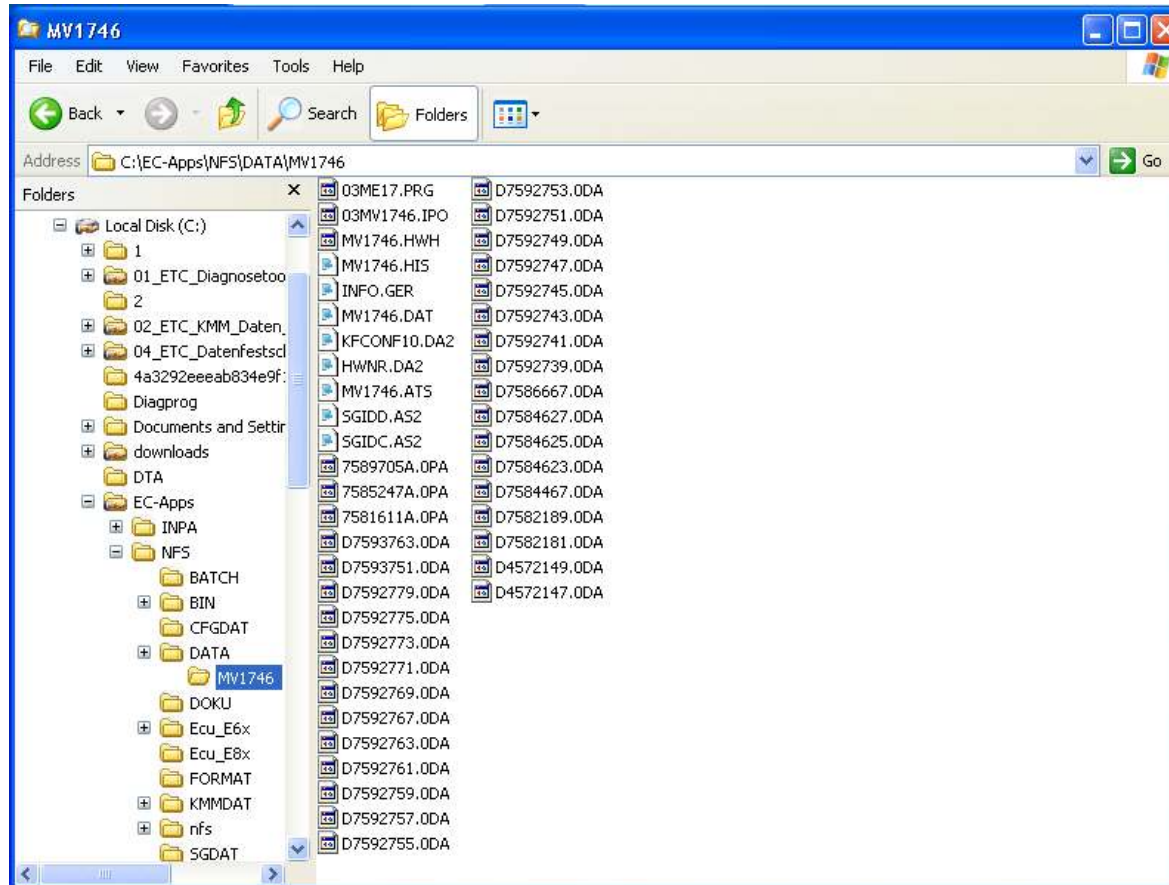 MV1746
File Edit View Favorites Tools Help
Back Search Folders
Address C:\EC-Apps\NFS\DATA\MV1746 Go
Folders
Local Disk (C:)
1
01_ETC_Diagnosetoo
2
02_ETC_KMM_Daten_
04_ETC_Datenfestscl
4a3292eeeab834e9f:
Diagprog
Documents and Settir
downloads
DTA
EC-Apps
INPA
NFS
BATCH
BIN
CFGDAT
DATA
MV1746
DOKU
Ecu_E6x
Ecu_E8x
FORMAT
KMMDAT
nfs
SGDAT
03ME17.PRG
03MV1746.IPO
MV1746.HWH
MV1746.HIS
INFO.GER
MV1746.DAT
KFCONF10.DA2
HWNR.DA2
MV1746.ATS
SGIDD.AS2
SGIDC.AS2
7589705A.0PA
7585247A.0PA
7581611A.0PA
D7593763.0DA
D7593751.0DA
D7592779.0DA
D7592775.0DA
D7592773.0DA
D7592771.0DA
D7592769.0DA
D7592767.0DA
D7592763.0DA
D7592761.0DA
D7592759.0DA
D7592757.0DA
D7592755.0DA
D7592753.0DA
D7592751.0DA
D7592749.0DA
D7592747.0DA
D7592745.0DA
D7592743.0DA
D7592741.0DA
D7592739.0DA
D7586667.0DA
D7584627.0DA
D7584625.0DA
D7584623.0DA
D7584467.0DA
D7582189.0DA
D7582181.0DA
D4572149.0DA
D4572147.0DA